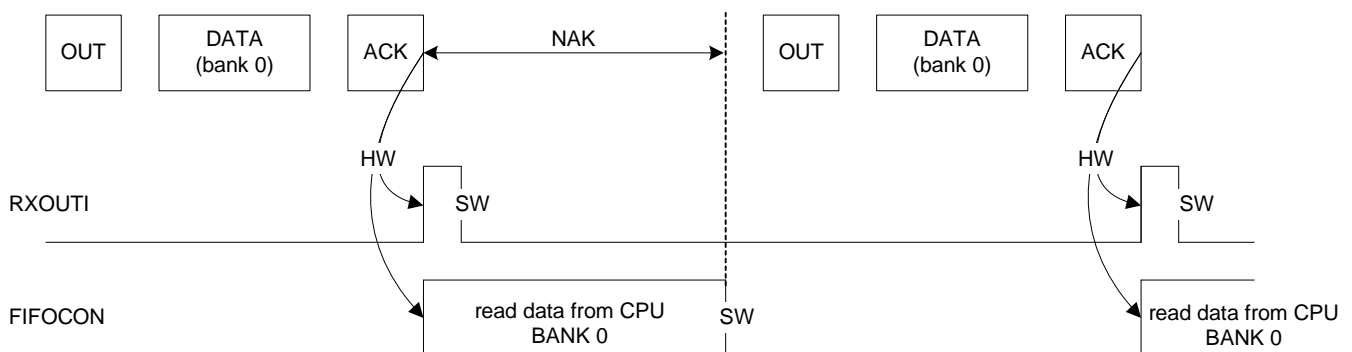 OUT
DATA
(bank 0)
ACK
NAK
OUT
DATA
(bank 0)
ACK
HW
HW
RXOUTI
SW
SW
FIFOCON
read data from CPU
BANK 0
SW
read data from CPU
BANK 0